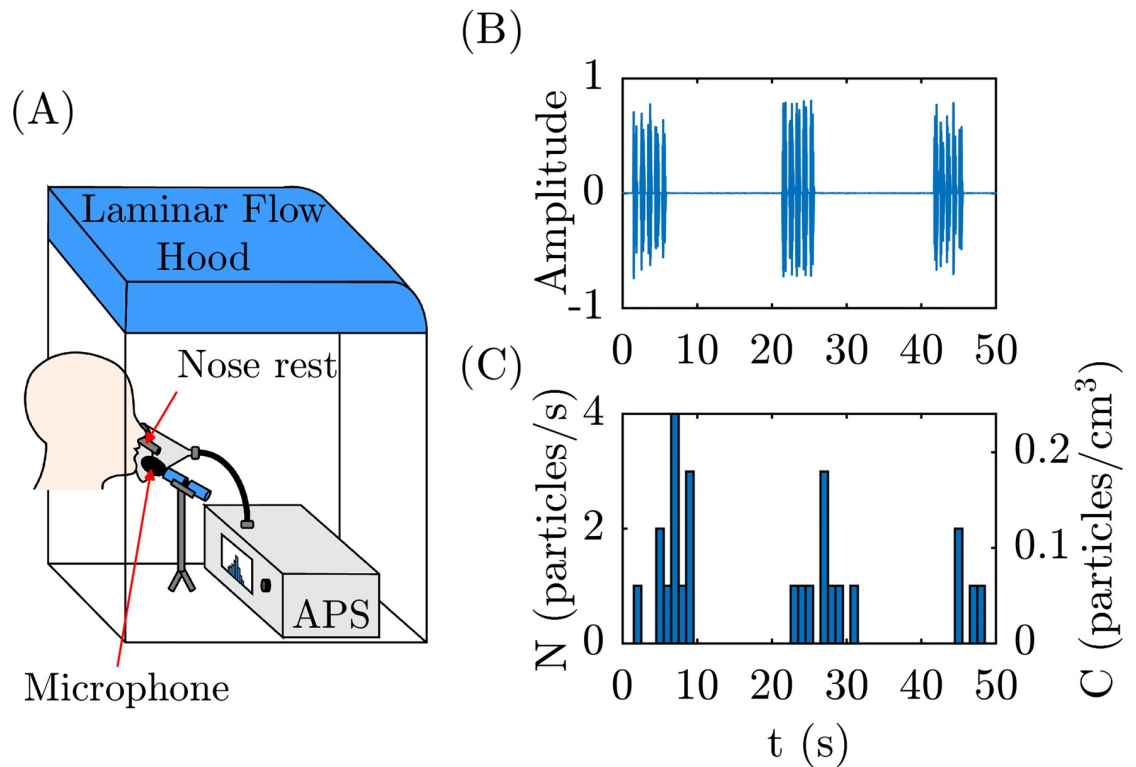 (A)
Laminar Flow
Hood
Nose rest
APS
Microphone
(B)
Amplitude
1
0
-1
0 10 20 30 40 50
(C)
N (particles/s)
4
2
0
C (particles/cm³)
0.2
0.1
0
0 10 20 30 40 50
t (s)